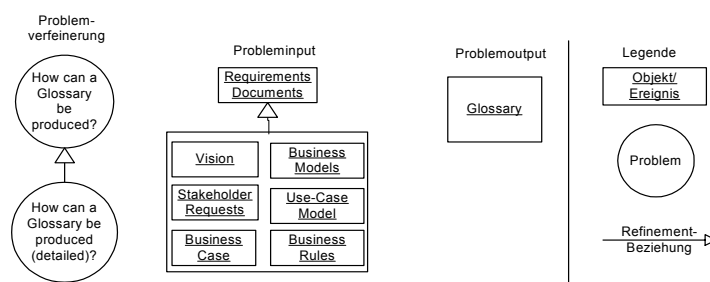 Problem-
verfeinerung
How can a
Glossary
be
produced?
How can a
Glossary be
produced
(detailed)?
Probleminput
Requirements
Documents
Vision
Business
Models
Stakeholder
Requests
Use-Case
Model
Business
Case
Business
Rules
Problemoutput
Glossary
Legende
Objekt/
Ereignis
Problem
Refinement-
Beziehung